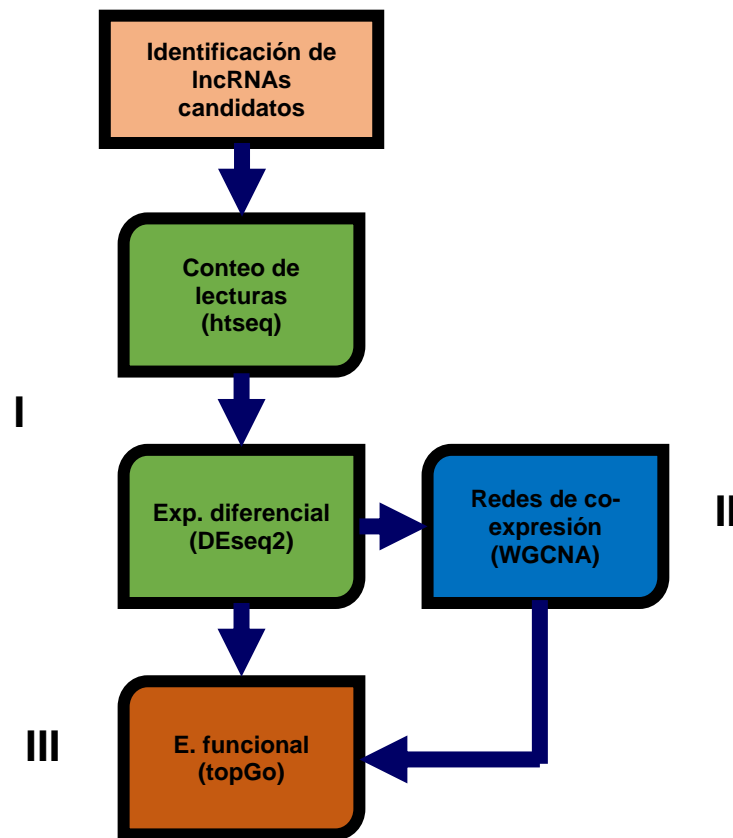 Identificación de
lncRNAs
candidatos
Conteo de
lecturas
(htseq)
I
Exp. diferencial
(DEseq2)
Redes de co-
expresión
(WGCNA)
II
E. funcional
(topGo)
III